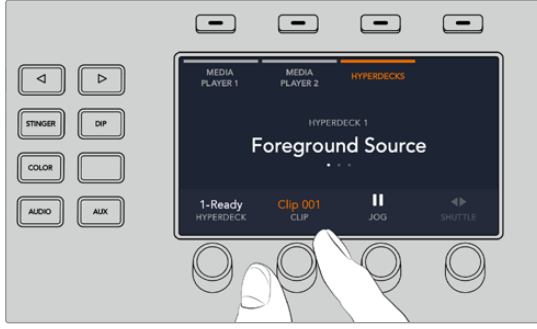 MEDIA
PLAYER 1
MEDIA
PLAYER 2
HYPERDECKS
HYPERDECK 1
Foreground Source
1-Ready
HYPERDECK
Clip 001
CLIP
JOG
SHUTTLE
STINGER
DIP
COLOR
AUDIO
AUX